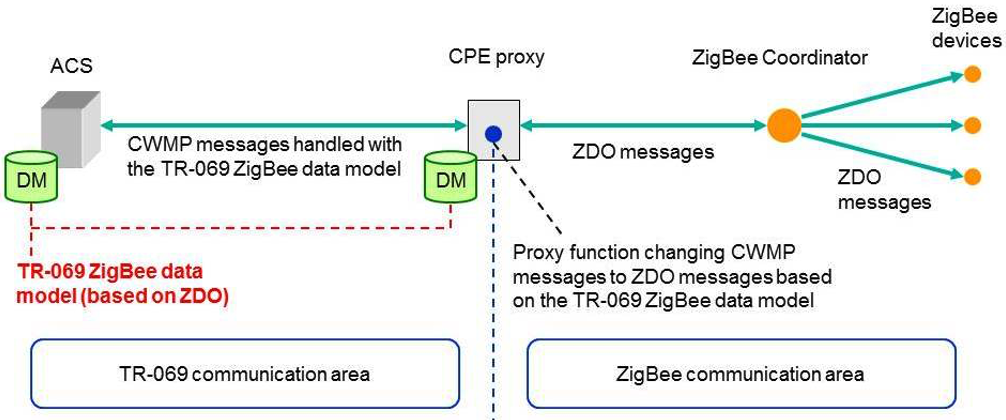 ZigBee
devices
ACS
CPE proxy
ZigBee Coordinator
CWMP messages handled with
the TR-069 ZigBee data model
ZDO messages
DM
DM
ZDO
messages
TR-069 ZigBee data
model (based on ZDO)
Proxy function changing CWMP
messages to ZDO messages based
on the TR-069 ZigBee data model
TR-069 communication area
ZigBee communication area